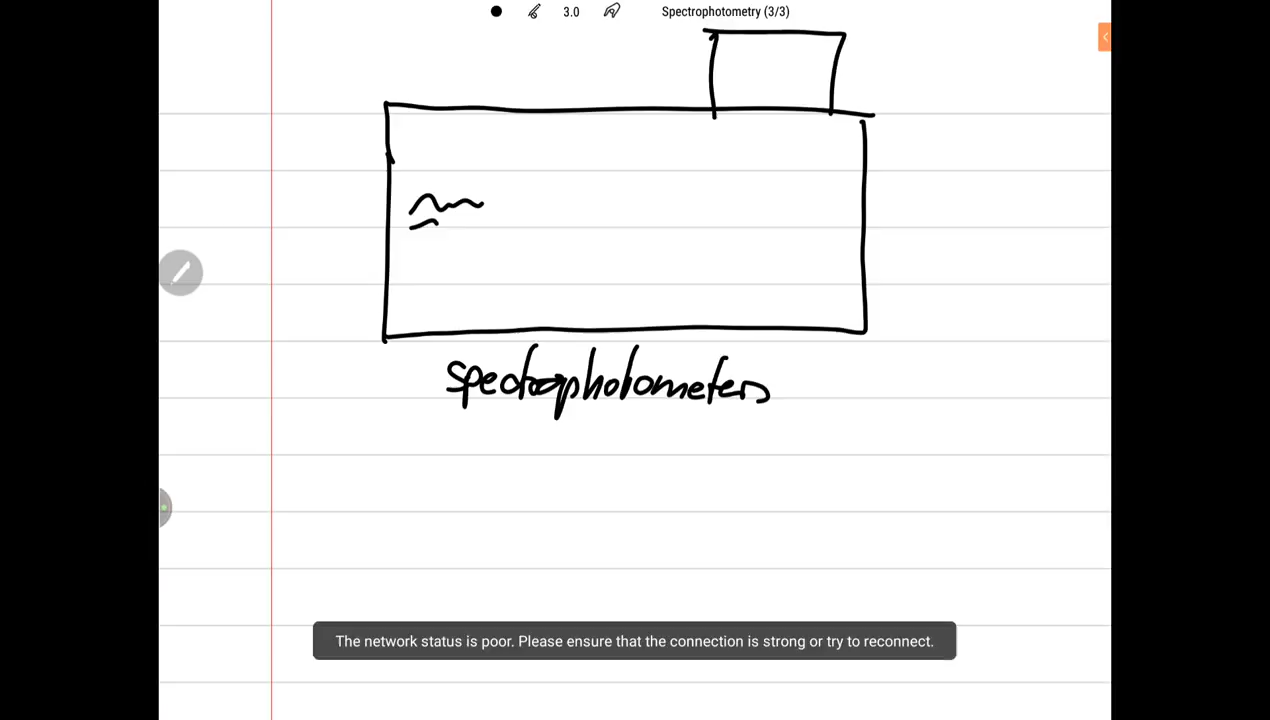 3.0 Spectrophotometry (3/3)
spectrophotometers
The network status is poor. Please ensure that the connection is strong or try to reconnect.